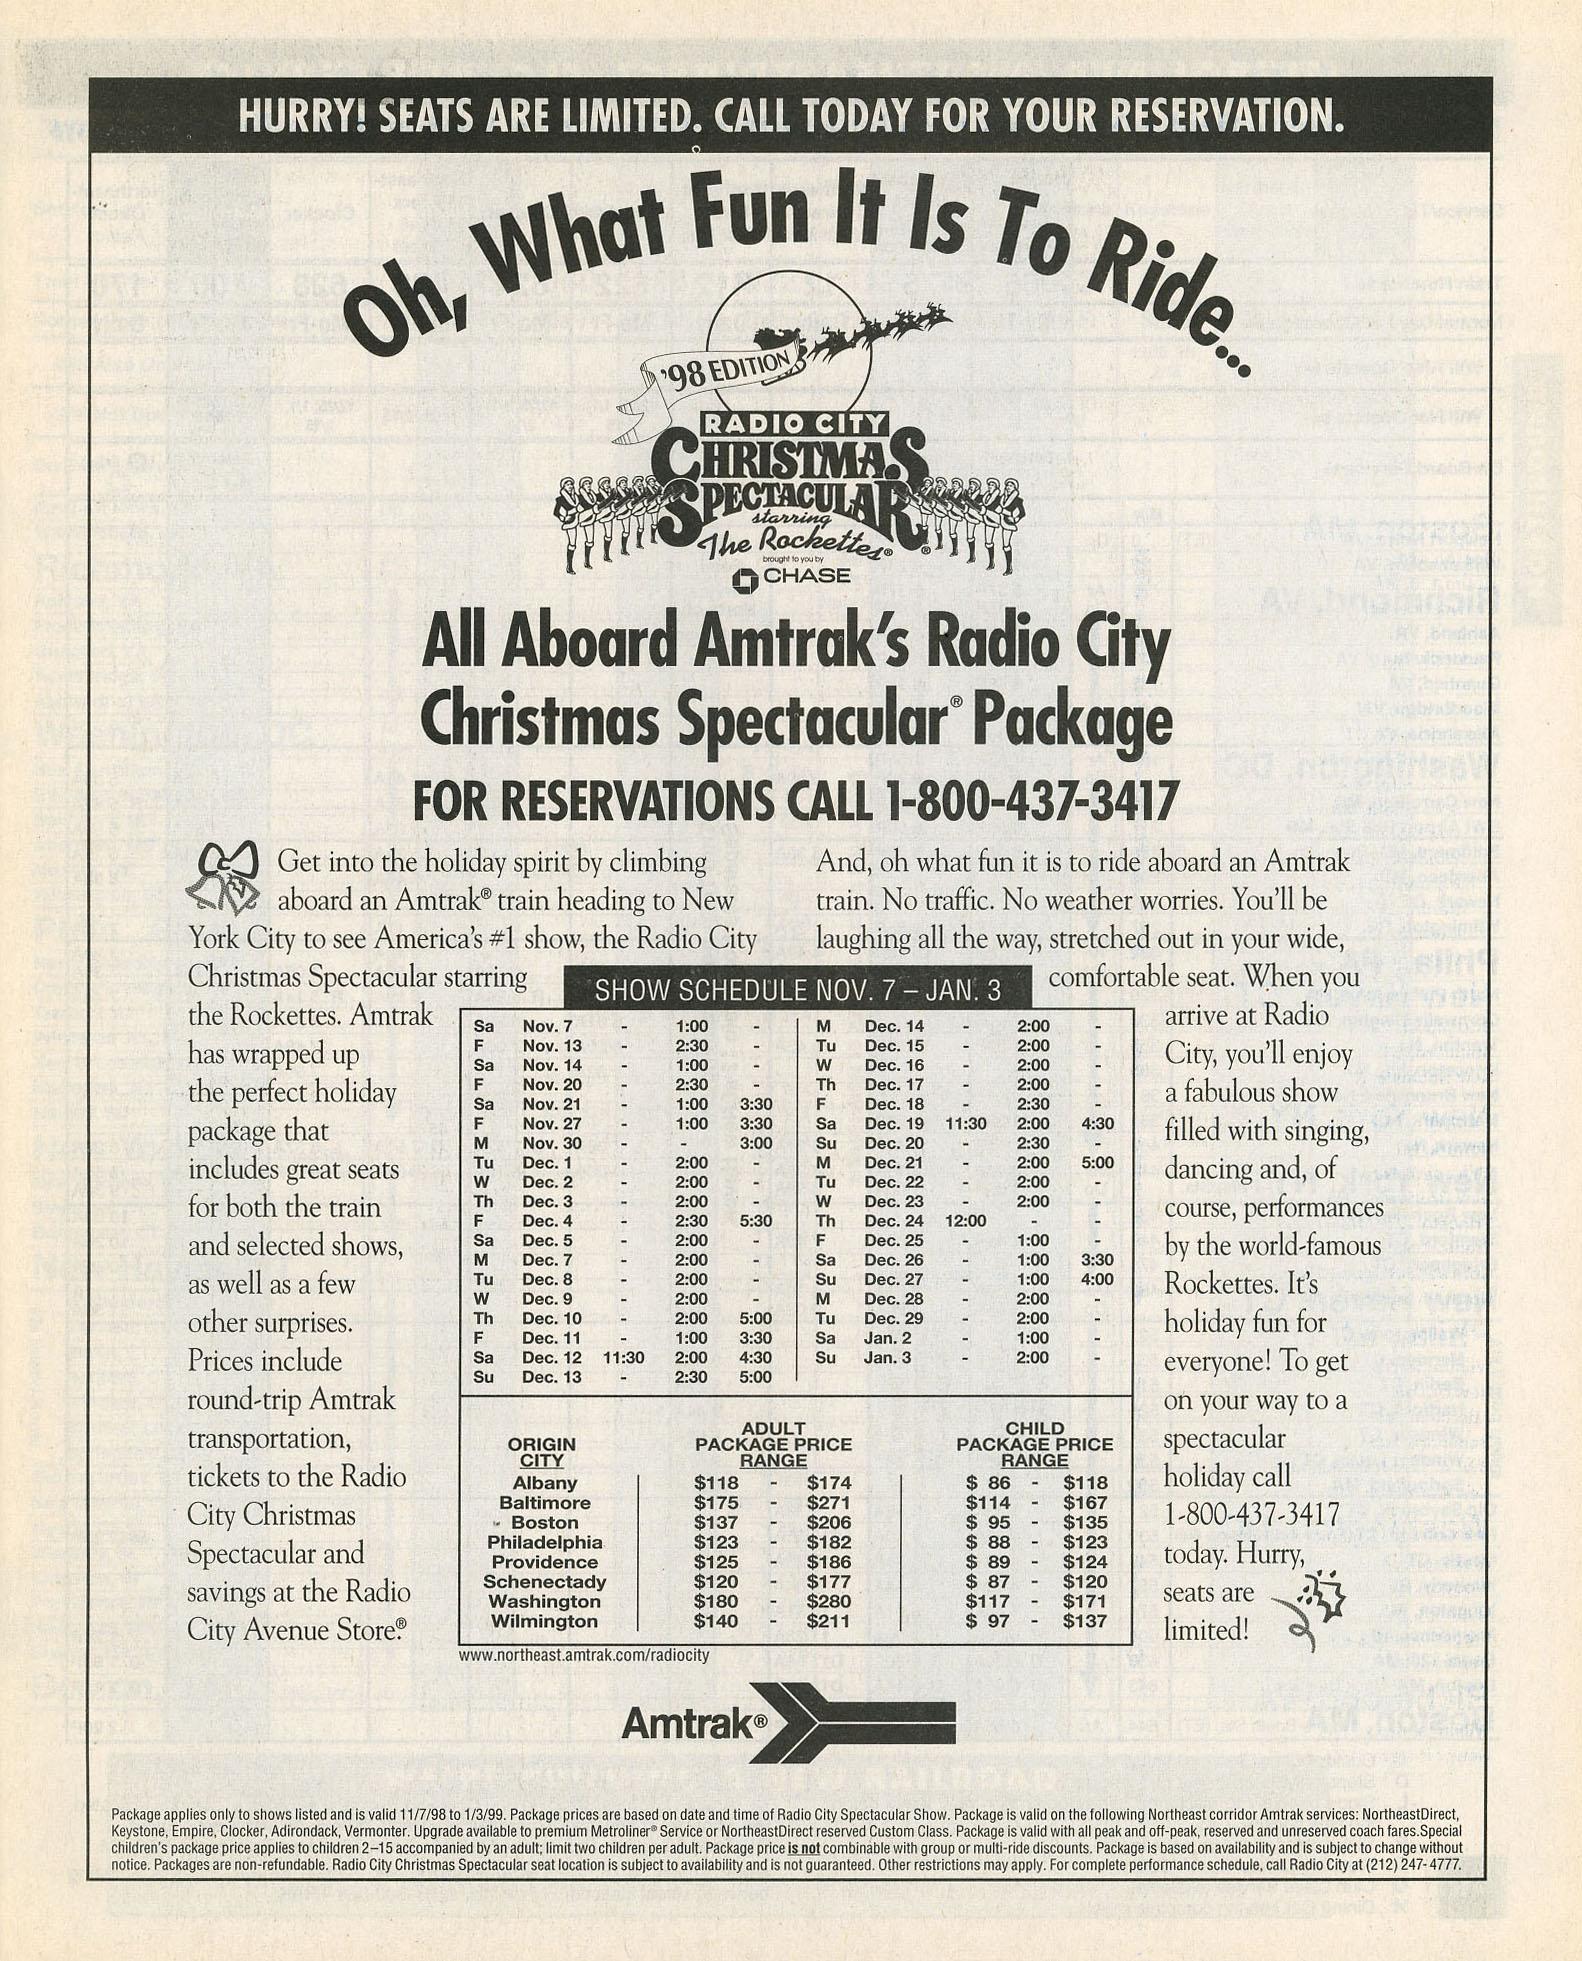 HURRY! SEATS ARE LIMITED. CALL TODAY FOR YOUR RESERVATION.
Oh, What Fun It Is To Ride...
'98 EDITION
RADIO CITY
CHRISTMAS
SPECTACULAR®
starring
The Rockettes®
brought to you by
CHASE
All Aboard Amtrak's Radio City
Christmas Spectacular® Package
FOR RESERVATIONS CALL 1-800-437-3417
Get into the holiday spirit by climbing
aboard an Amtrak® train heading to New
York City to see America's #1 show, the Radio City
Christmas Spectacular starring
the Rockettes. Amtrak
has wrapped up
the perfect holiday
package that
includes great seats
for both the train
and selected shows,
as well as a few
other surprises.
Prices include
round-trip Amtrak
transportation,
tickets to the Radio
City Christmas
Spectacular and
savings at the Radio
City Avenue Store.®
And, oh what fun it is to ride aboard an Amtrak
train. No traffic. No weather worries. You'll be
laughing all the way, stretched out in your wide,
comfortable seat. When you
arrive at Radio
City, you'll enjoy
a fabulous show
filled with singing,
dancing and, of
course, performances
by the world-famous
Rockettes. It's
holiday fun for
everyone! To get
on your way to a
spectacular
holiday call
1-800-437-3417
today. Hurry,
seats are
limited!
SHOW SCHEDULE NOV. 7 – JAN. 3
Sa Nov. 7 - 1:00 -
F Nov. 13 - 2:30 -
Sa Nov. 14 - 1:00 -
F Nov. 20 - 2:30 -
Sa Nov. 21 - 1:00 3:30
F Nov. 27 - 1:00 3:30
M Nov. 30 - - 3:00
Tu Dec. 1 - 2:00 -
W Dec. 2 - 2:00 -
Th Dec. 3 - 2:00 -
F Dec. 4 - 2:30 5:30
Sa Dec. 5 - 2:00 -
M Dec. 7 - 2:00 -
Tu Dec. 8 - 2:00 -
W Dec. 9 - 2:00 -
Th Dec. 10 - 2:00 5:00
F Dec. 11 - 1:00 3:30
Sa Dec. 12 11:30 2:00 4:30
Su Dec. 13 - 2:30 5:00
M Dec. 14 - 2:00 -
Tu Dec. 15 - 2:00 -
W Dec. 16 - 2:00 -
Th Dec. 17 - 2:00 -
F Dec. 18 - 2:30 -
Sa Dec. 19 11:30 2:00 4:30
Su Dec. 20 - 2:30 -
M Dec. 21 - 2:00 5:00
Tu Dec. 22 - 2:00 -
W Dec. 23 - 2:00 -
Th Dec. 24 12:00 - -
F Dec. 25 - 1:00 -
Sa Dec. 26 - 1:00 3:30
Su Dec. 27 - 1:00 4:00
M Dec. 28 - 2:00 -
Tu Dec. 29 - 2:00 -
Sa Jan. 2 - 1:00 -
Su Jan. 3 - 2:00 -
ADULT CHILD
ORIGIN PACKAGE PRICE PACKAGE PRICE
CITY RANGE RANGE
Albany $118 - $174 $ 86 - $118
Baltimore $175 - $271 $114 - $167
Boston $137 - $206 $ 95 - $135
Philadelphia $123 - $182 $ 88 - $123
Providence $125 - $186 $ 89 - $124
Schenectady $120 - $177 $ 87 - $120
Washington $180 - $280 $117 - $171
Wilmington $140 - $211 $ 97 - $137
www.northeast.amtrak.com/radiocity
Amtrak®
Package applies only to shows listed and is valid 11/7/98 to 1/3/99. Package prices are based on date and time of Radio City Spectacular Show. Package is valid on the following Northeast corridor Amtrak services: NortheastDirect,
Keystone, Empire, Clocker, Adirondack, Vermonter. Upgrade available to premium Metroliner® Service or NortheastDirect reserved Custom Class. Package is valid with all peak and off-peak, reserved and unreserved coach fares.Special
children's package price applies to children 2–15 accompanied by an adult; limit two children per adult. Package price is not combinable with group or multi-ride discounts. Package is based on availability and is subject to change without
notice. Packages are non-refundable. Radio City Christmas Spectacular seat location is subject to availability and is not guaranteed. Other restrictions may apply. For complete performance schedule, call Radio City at (212) 247- 4777.